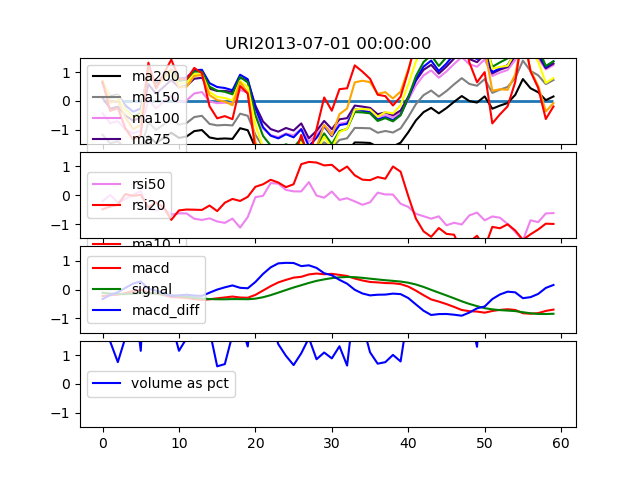 URI2013-07-01 00:00:00
1
0
−1
ma200
ma150
ma100
ma75
1
0
−1
rsi50
rsi20
ma10
1
0
−1
macd
signal
macd_diff
1
0
−1
volume as pct
0 10 20 30 40 50 60